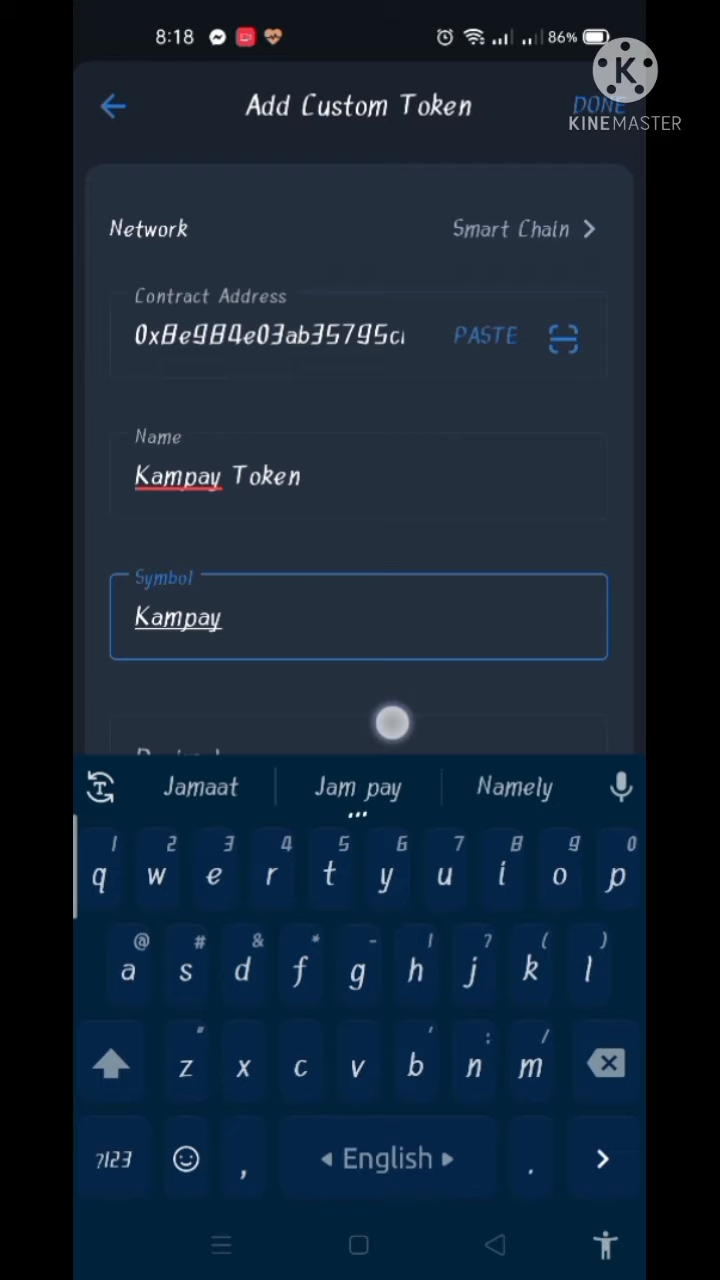 8:18 86%
K
KINEMASTER
Add Custom Token DONE
Network Smart Chain
Contract Address
0x8e984e03ab35795c PASTE
Name
Kampay Token
Symbol
Kampay
Jamaat Jam pay Namely
1 2 3 4 5 6 7 8 9 0
q w e r t y u i o p
@ # & * - ! ? ( )
a s d f g h j k l
" ' : /
z x c v b n m
?123 , English .